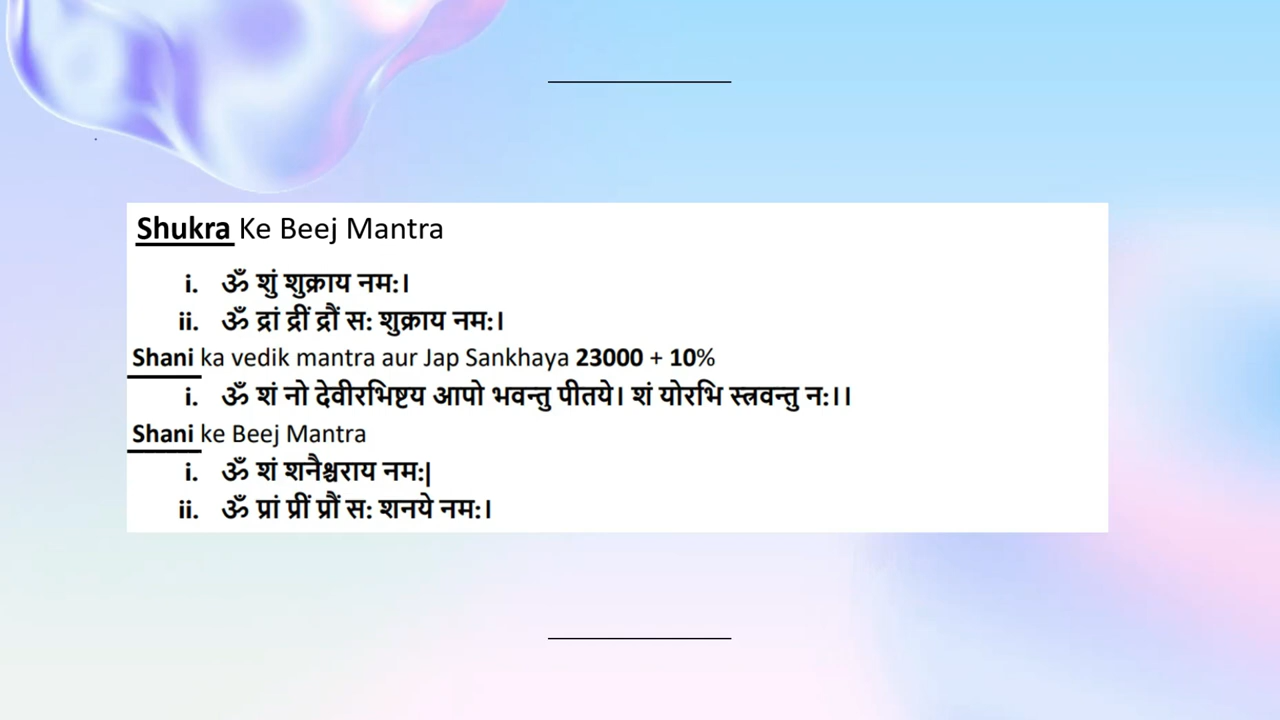 Shukra Ke Beej Mantra
i. ॐ शुं शुक्राय नम:।
ii. ॐ द्रां द्रीं द्रौं स: शुक्राय नम:।
Shani ka vedik mantra aur Jap Sankhaya 23000 + 10%
i. ॐ शं नो देवीरभिष्टय आपो भवन्तु पीतये। शं योरभि स्त्रवन्तु न:।।
Shani ke Beej Mantra
i. ॐ शं शनैश्चराय नम:|
ii. ॐ प्रां प्रीं प्रौं स: शनये नम:।